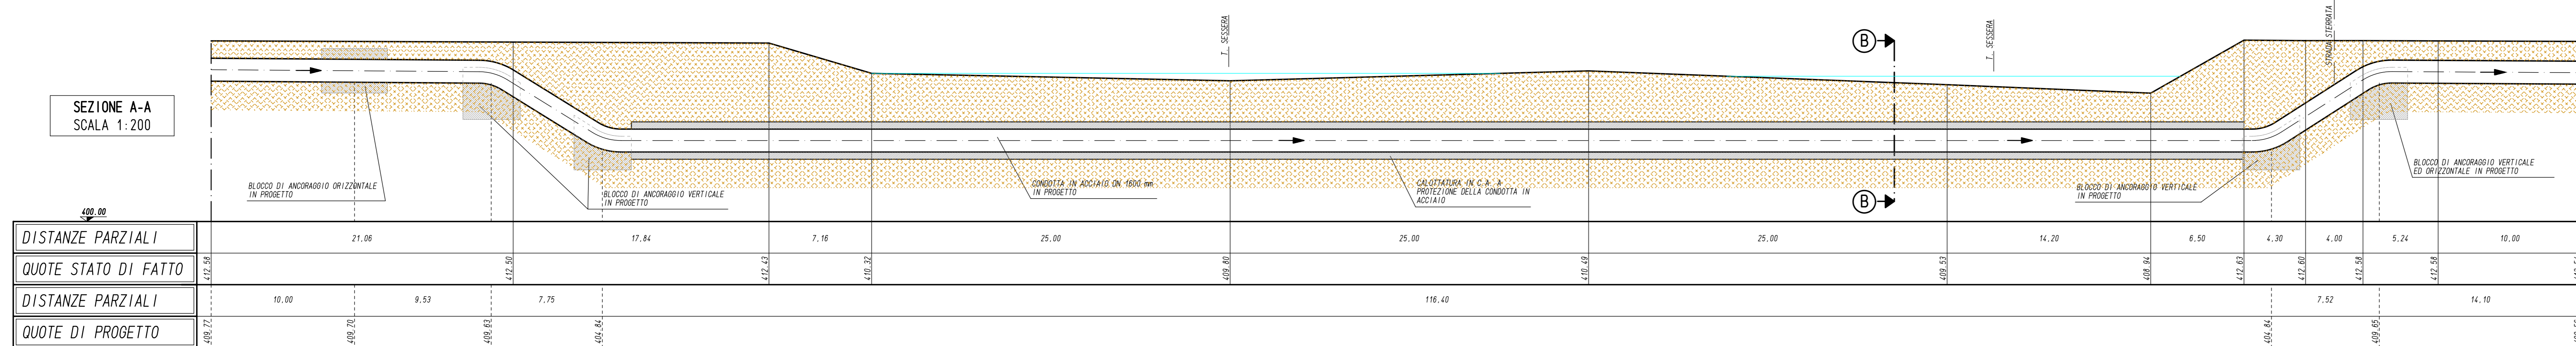 T. SESSERA
T. SESSERA
STRADA STERRATA
B
B
SEZIONE A-A
SCALA 1:200
BLOCCO DI ANCORAGGIO ORIZZONTALE
IN PROGETTO
BLOCCO DI ANCORAGGIO VERTICALE
IN PROGETTO
CONDOTTA IN ACCIAIO DN 1600 mm
IN PROGETTO
CALOTTATURA IN C.A. A
PROTEZIONE DELLA CONDOTTA IN
ACCIAIO
BLOCCO DI ANCORAGGIO VERTICALE
IN PROGETTO
BLOCCO DI ANCORAGGIO VERTICALE
ED ORIZZONTALE IN PROGETTO
400.00
DISTANZE PARZIALI 21,06 17,84 7,16 25,00 25,00 25,00 14,20 6,50 4,30 4,00 5,24 10,00
QUOTE STATO DI FATTO 412.58 412.50 412.43 410.32 409.80 410.49 409.53 408.94 412.63 412.60 412.58 412.58
DISTANZE PARZIALI 10,00 9,53 7,75 116,40 7,52 14,10
QUOTE DI PROGETTO 409.77 409.70 409.63 404.84 404.84 409.65